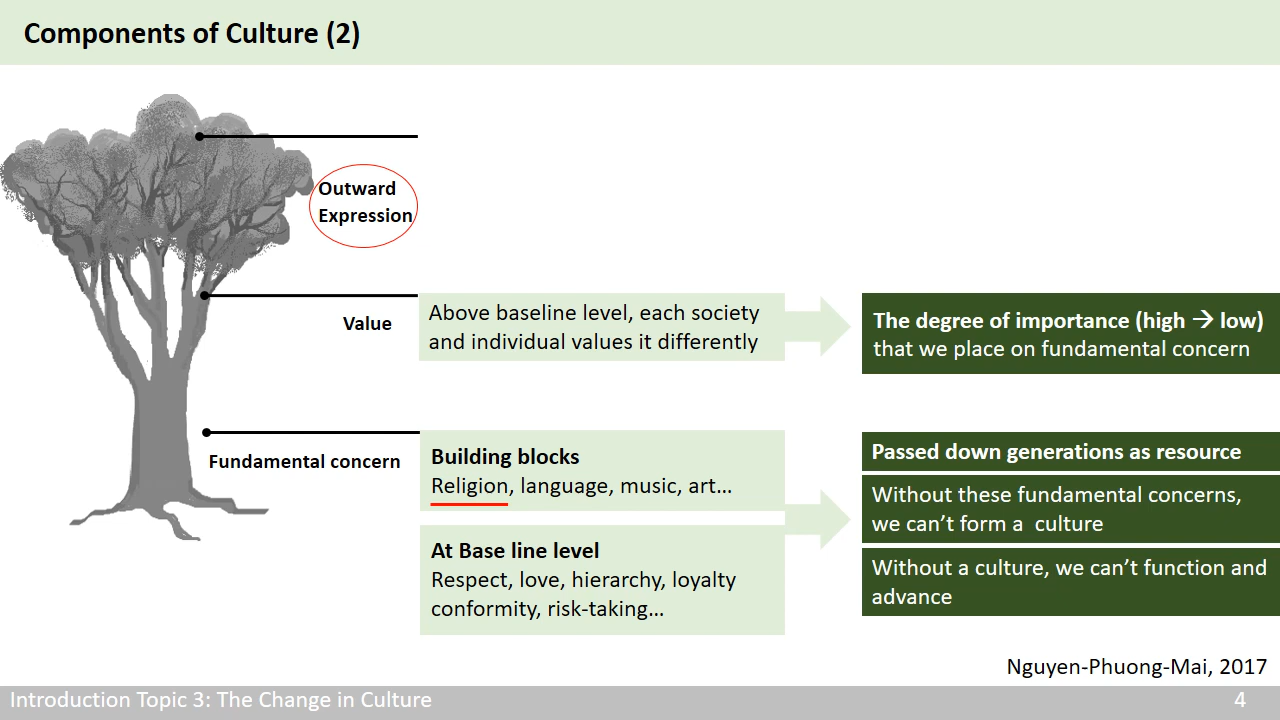 Components of Culture (2)
Outward
Expression
Value
Above baseline level, each society
and individual values it differently
The degree of importance (high → low)
that we place on fundamental concern
Fundamental concern
Building blocks
Religion, language, music, art…
At Base line level
Respect, love, hierarchy, loyalty
conformity, risk-taking…
Passed down generations as resource
Without these fundamental concerns,
we can’t form a culture
Without a culture, we can’t function and
advance
Nguyen-Phuong-Mai, 2017
Introduction Topic 3: The Change in Culture
4